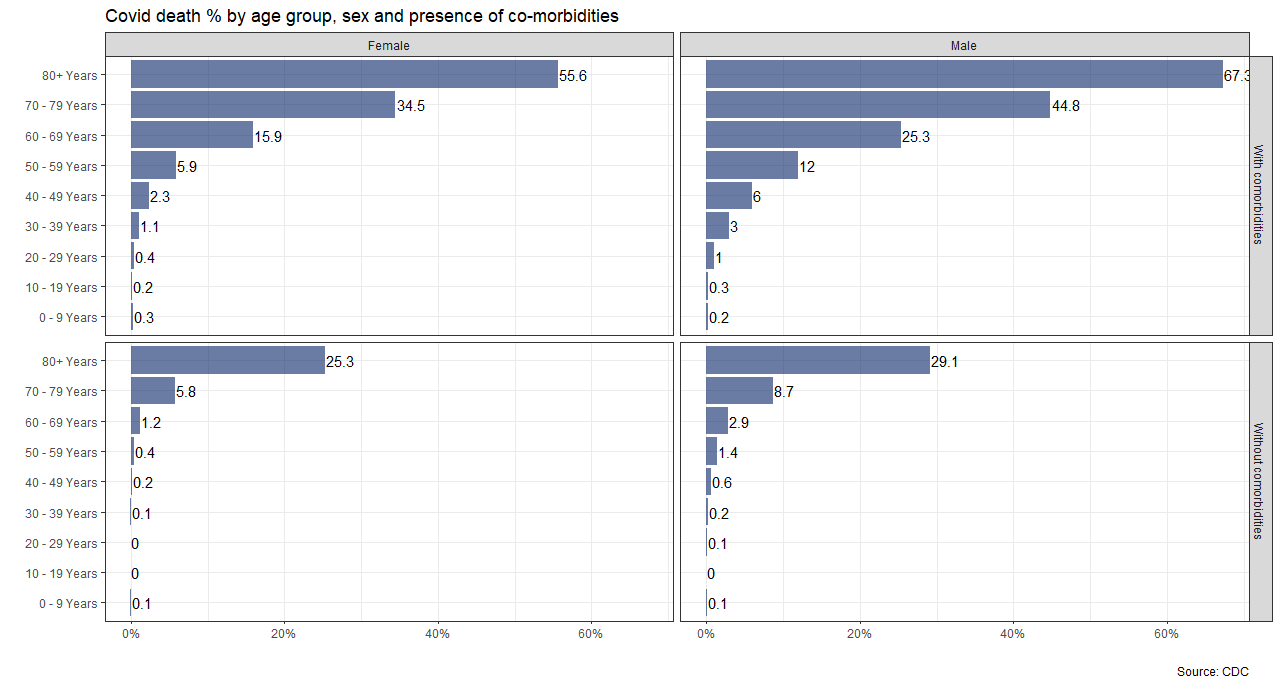 Covid death % by age group, sex and presence of co-morbidities
Female
Male
80+ Years 55.6 67.3
70 - 79 Years 34.5 44.8
60 - 69 Years 15.9 25.3
50 - 59 Years 5.9 12
40 - 49 Years 2.3 6
30 - 39 Years 1.1 3
20 - 29 Years 0.4 1
10 - 19 Years 0.2 0.3
0 - 9 Years 0.3 0.2
With comorbidities
80+ Years 25.3 29.1
70 - 79 Years 5.8 8.7
60 - 69 Years 1.2 2.9
50 - 59 Years 0.4 1.4
40 - 49 Years 0.2 0.6
30 - 39 Years 0.1 0.2
20 - 29 Years 0 0.1
10 - 19 Years 0 0
0 - 9 Years 0.1 0.1
Without comorbidities
0% 20% 40% 60% 0% 20% 40% 60%
Source: CDC